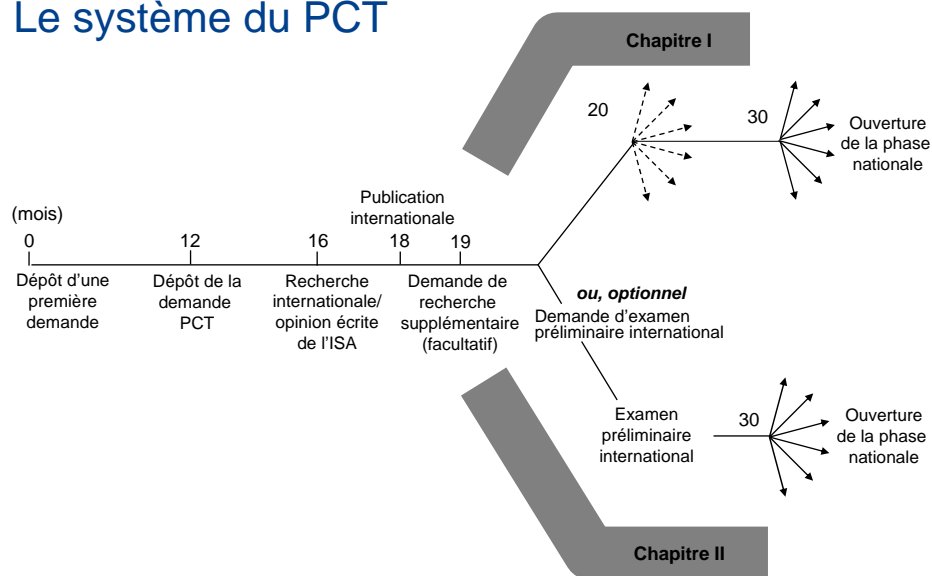 Le système du PCT
Chapitre I
20
30
Ouverture
de la phase
nationale
Publication
internationale
(mois)
0
12
16
18
19
Dépôt d'une
première
demande
Dépôt de la
demande
PCT
Recherche
internationale/
opinion écrite
de l'ISA
Demande de
recherche
supplémentaire
(facultatif)
ou, optionnel
Demande d'examen
préliminaire international
Examen
préliminaire
international
30
Ouverture
de la phase
nationale
Chapitre II